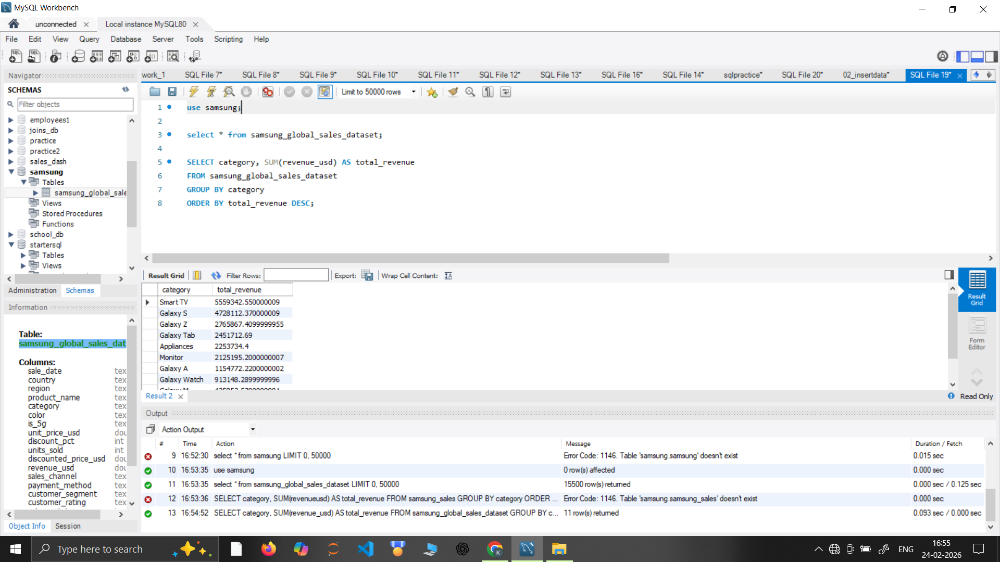 MySQL Workbench
unconnected
Local instance MySQL80
File Edit View Query Database Server Tools Scripting Help
Navigator
SCHEMAS
Filter objects
employees1
joins_db
practice
practice2
sales_dash
samsung
Tables
samsung_global_sale
Views
Stored Procedures
Functions
school_db
startersql
Tables
Views
Administration Schemas
Information
Table:
samsung_global_sales_dat
Columns:
sale_date tex
country tex
region tex
product_name tex
category tex
color tex
is_5g tex
unit_price_usd dou
discount_pct int
units_sold int
discounted_price_usd dou
revenue_usd dou
sales_channel tex
payment_method tex
customer_segment tex
customer_rating tex
Object Info Session
work_1 SQL File 7* SQL File 8* SQL File 9* SQL File 10* SQL File 11* SQL File 12* SQL File 13* SQL File 16* SQL File 14* sqlpractice* SQL File 20* 02_insertdata* SQL File 19*
Limit to 50000 rows
1 use samsung;
2
3 select * from samsung_global_sales_dataset;
4
5 SELECT category, SUM(revenue_usd) AS total_revenue
6 FROM samsung_global_sales_dataset
7 GROUP BY category
8 ORDER BY total_revenue DESC;
Result Grid Filter Rows: Export: Wrap Cell Content:
category total_revenue
Smart TV 5559342.550000009
Galaxy S 4728112.370000009
Galaxy Z 2765867.4099999955
Galaxy Tab 2451712.69
Appliances 2253734.4
Monitor 2125195.2000000007
Galaxy A 1154772.2200000002
Galaxy Watch 913148.2899999996
Result Grid
Form Editor
Result 2
Read Only
Output
Action Output
# Time Action Message Duration / Fetch
9 16:52:30 select * from samsung LIMIT 0, 50000 Error Code: 1146. Table 'samsung.samsung' doesn't exist 0.015 sec
10 16:53:35 use samsung 0 row(s) affected 0.000 sec
11 16:53:35 select * from samsung_global_sales_dataset LIMIT 0, 50000 15500 row(s) returned 0.000 sec / 0.125 sec
12 16:53:36 SELECT category, SUM(revenueusd) AS total_revenue FROM samsung_sales GROUP BY category ORDER ... Error Code: 1146. Table 'samsung.samsung_sales' doesn't exist 0.000 sec
13 16:54:52 SELECT category, SUM(revenue_usd) AS total_revenue FROM samsung_global_sales_dataset GROUP BY c... 11 row(s) returned 0.093 sec / 0.000 sec
Type here to search
ENG
16:55
24-02-2026